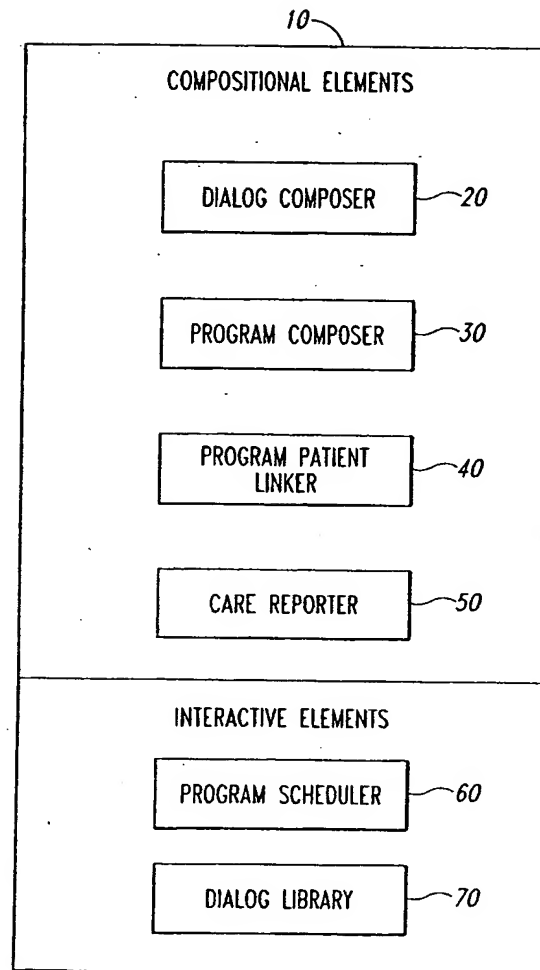 10
COMPOSITIONAL ELEMENTS
DIALOG COMPOSER 20
PROGRAM COMPOSER 30
PROGRAM PATIENT
LINKER 40
CARE REPORTER 50
INTERACTIVE ELEMENTS
PROGRAM SCHEDULER 60
DIALOG LIBRARY 70